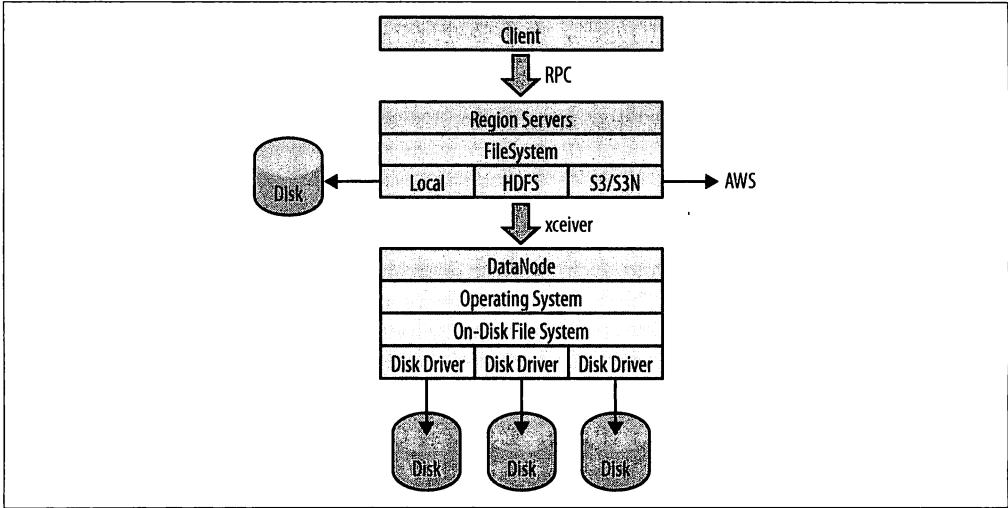 Client
RPC
Region Servers
FileSystem
Disk
Local
HDFS
S3/S3N
AWS
xceiver
DataNode
Operating System
On-Disk File System
Disk Driver
Disk Driver
Disk Driver
Disk
Disk
Disk